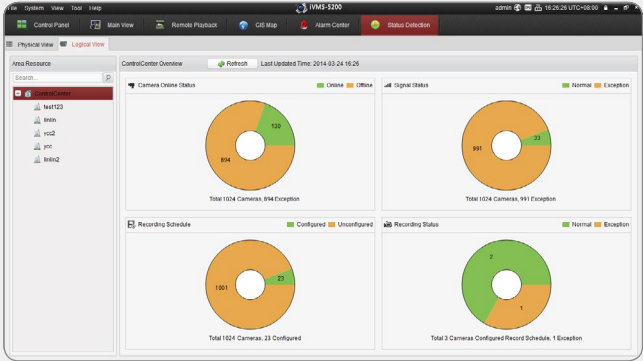 File System View Tool Help iVMS-5200 admin 16:26:26 UTC+08:00
Control Panel Main View Remote Playback GIS Map Alarm Center Status Detection
Physical View Logical View
Area Resource ControlCenter Overview Refresh Last Updated Time: 2014-03-24 16:26
Search...
ControlCenter
test123
linlin
ycc2
ycc
linlin2
Camera Online Status Online Offline
130
894
Total 1024 Cameras, 894 Exception
Signal Status Normal Exception
33
991
Total 1024 Cameras, 991 Exception
Recording Schedule Configured Unconfigured
23
1001
Total 1024 Cameras, 23 Configured
Recording Status Normal Exception
2
1
Total 3 Cameras Configured Record Schedule, 1 Exception